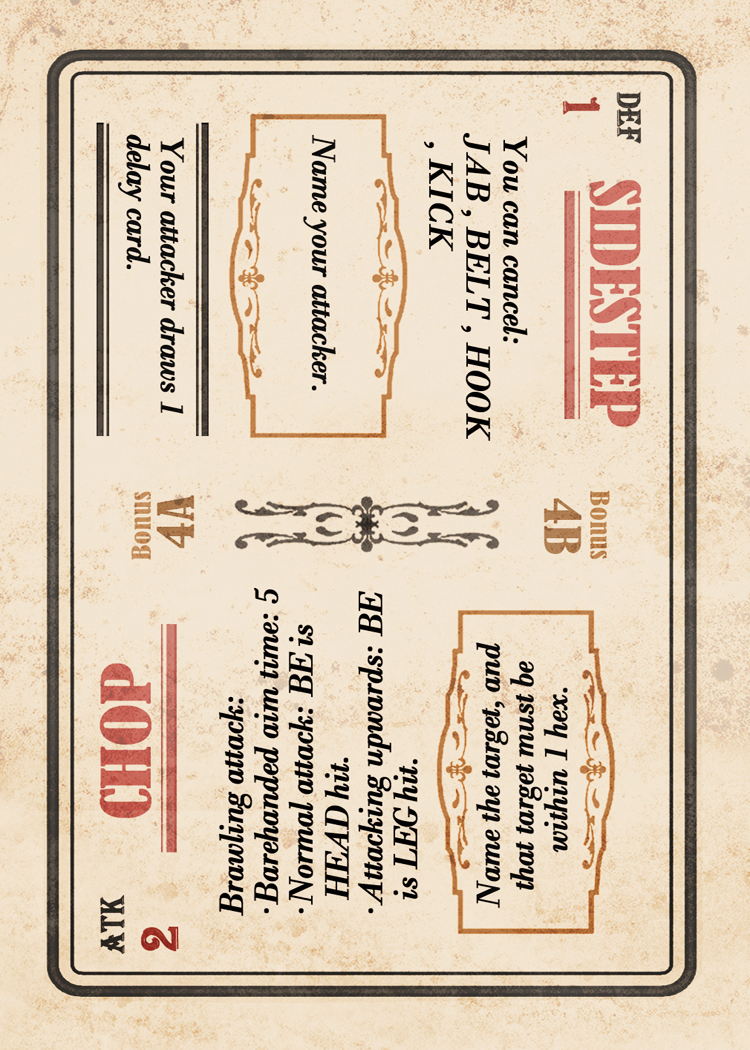 DEF
1
SIDESTEP
You can cancel:
JAB, BELT, HOOK
, KICK
Name your attacker.
Your attacker draws 1
delay card.
Bonus
4B
Bonus
4A
ATK
2
CHOP
Brawling attack:
·Barehanded aim time: 5
·Normal attack: BE is
HEAD hit.
·Attacking upwards: BE
is LEG hit.
Name the target, and
that target must be
within 1 hex.